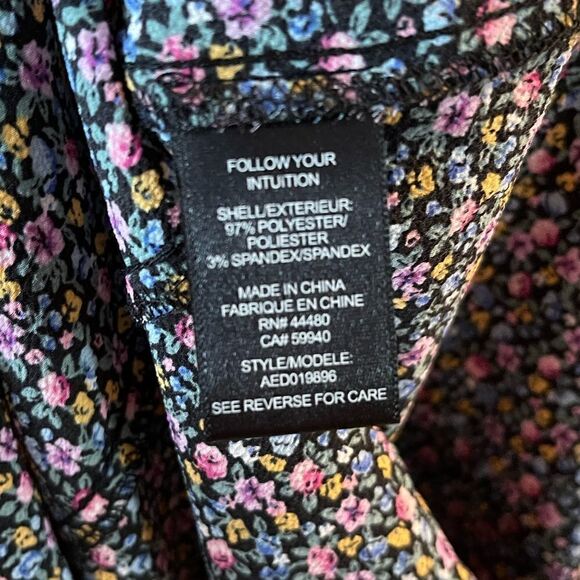 FOLLOW YOUR
INTUITION
SHELL/EXTERIEUR:
97% POLYESTER/
POLIESTER
3% SPANDEX/SPANDEX
MADE IN CHINA
FABRIQUE EN CHINE
RN# 44480
CA# 59940
STYLE/MODELE:
AED019896
SEE REVERSE FOR CARE